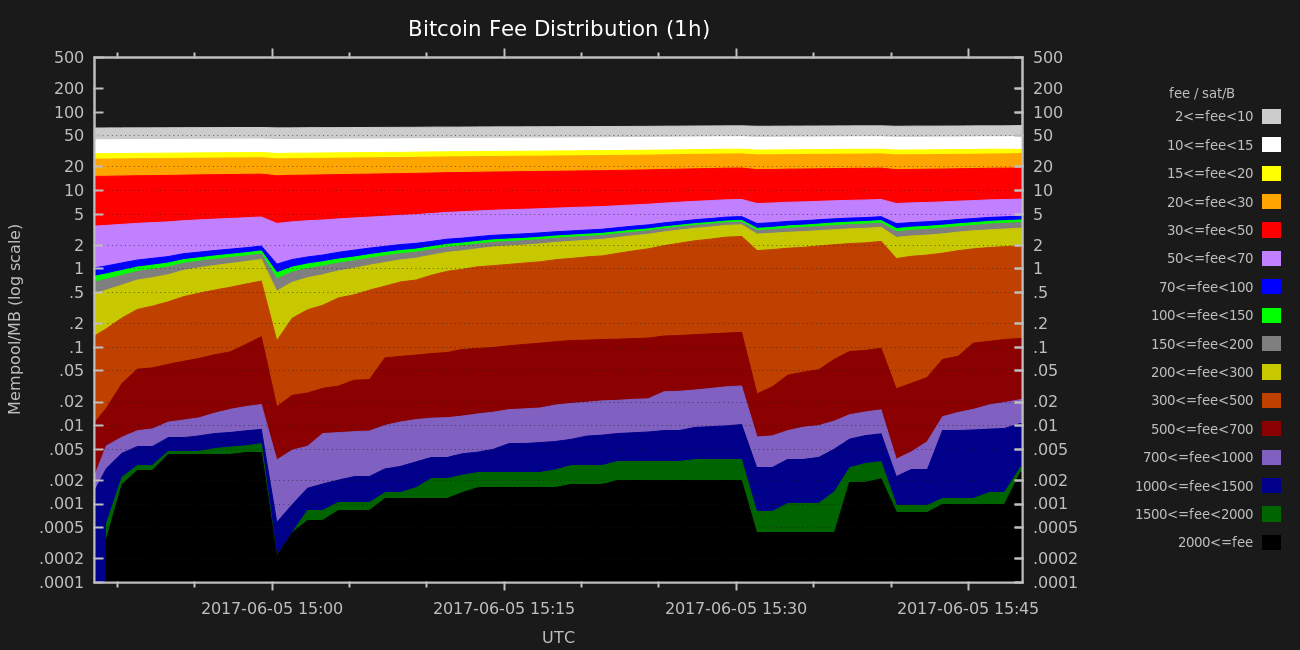 Bitcoin Fee Distribution (1h)
Mempool/MB (log scale)
500
200
100
50
20
10
5
2
1
.5
.2
.1
.05
.02
.01
.005
.002
.001
.0005
.0002
.0001
500
200
100
50
20
10
5
2
1
.5
.2
.1
.05
.02
.01
.005
.002
.001
.0005
.0002
.0001
2017-06-05 15:00 2017-06-05 15:15 2017-06-05 15:30 2017-06-05 15:45
UTC
fee / sat/B
2<=fee<10
10<=fee<15
15<=fee<20
20<=fee<30
30<=fee<50
50<=fee<70
70<=fee<100
100<=fee<150
150<=fee<200
200<=fee<300
300<=fee<500
500<=fee<700
700<=fee<1000
1000<=fee<1500
1500<=fee<2000
2000<=fee